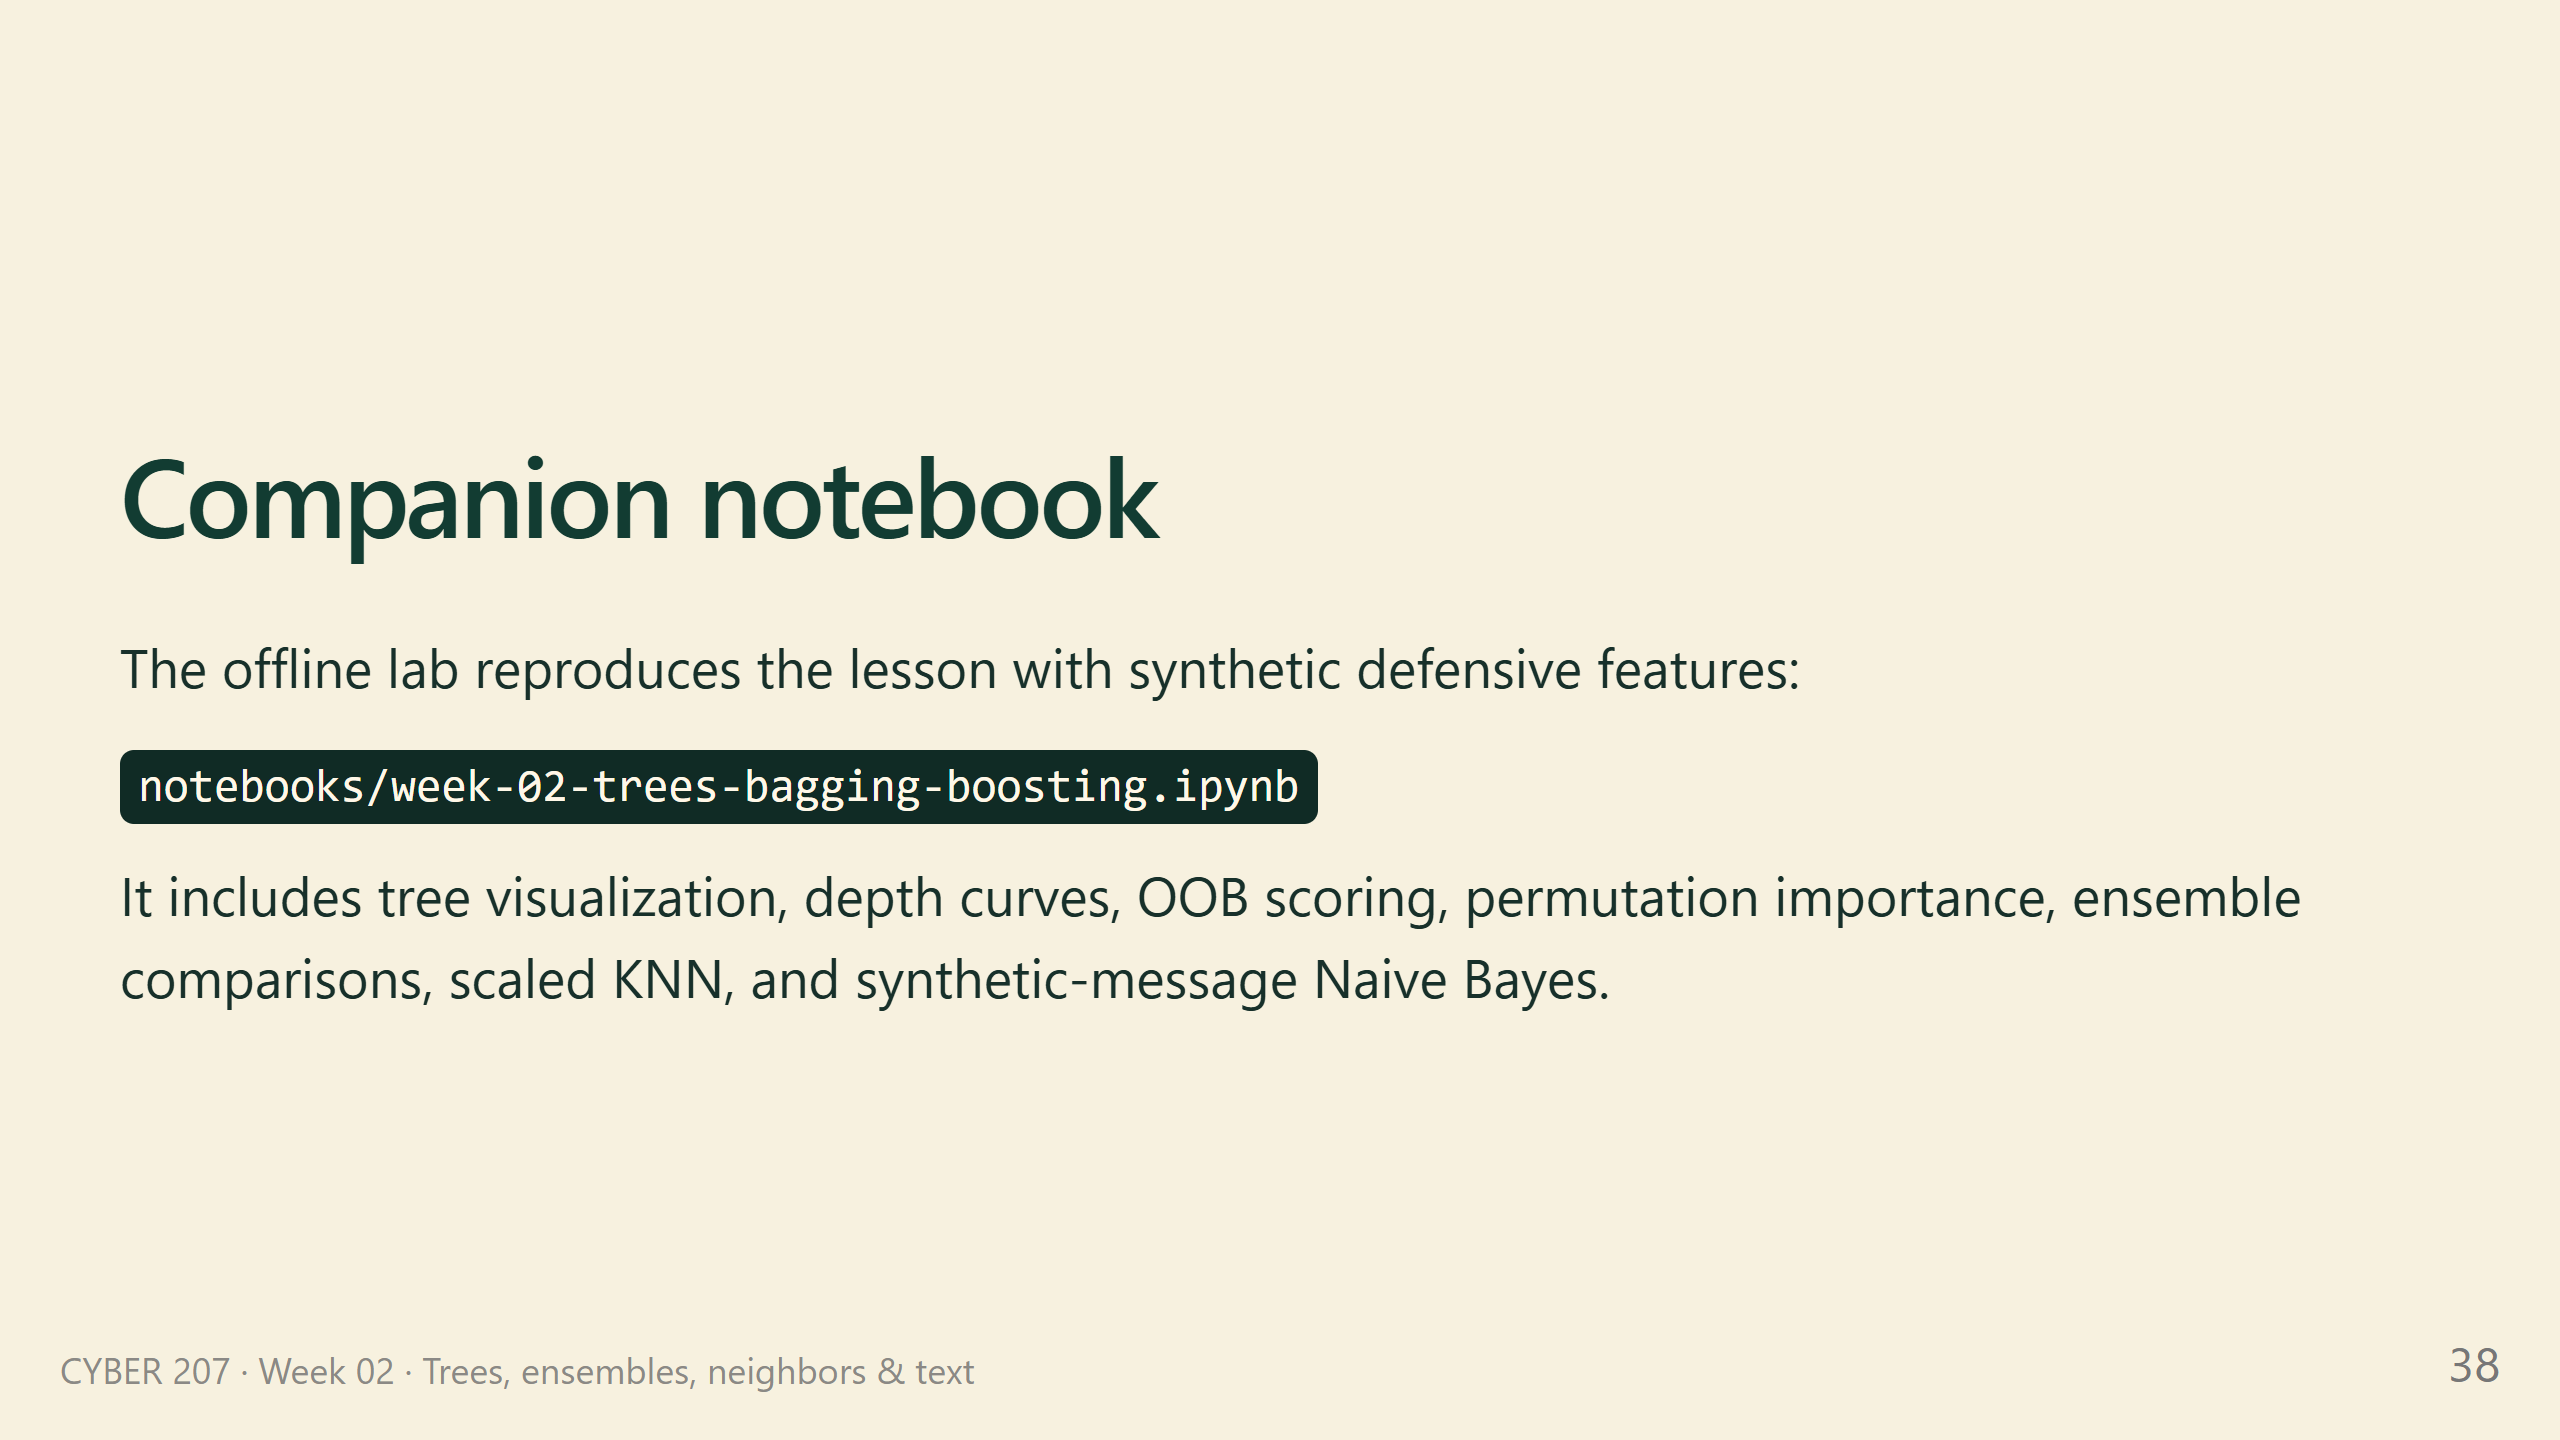 Companion notebook
The offline lab reproduces the lesson with synthetic defensive features:
notebooks/week-02-trees-bagging-boosting.ipynb
It includes tree visualization, depth curves, OOB scoring, permutation importance, ensemble
comparisons, scaled KNN, and synthetic-message Naive Bayes.
CYBER 207 · Week 02 · Trees, ensembles, neighbors & text
38